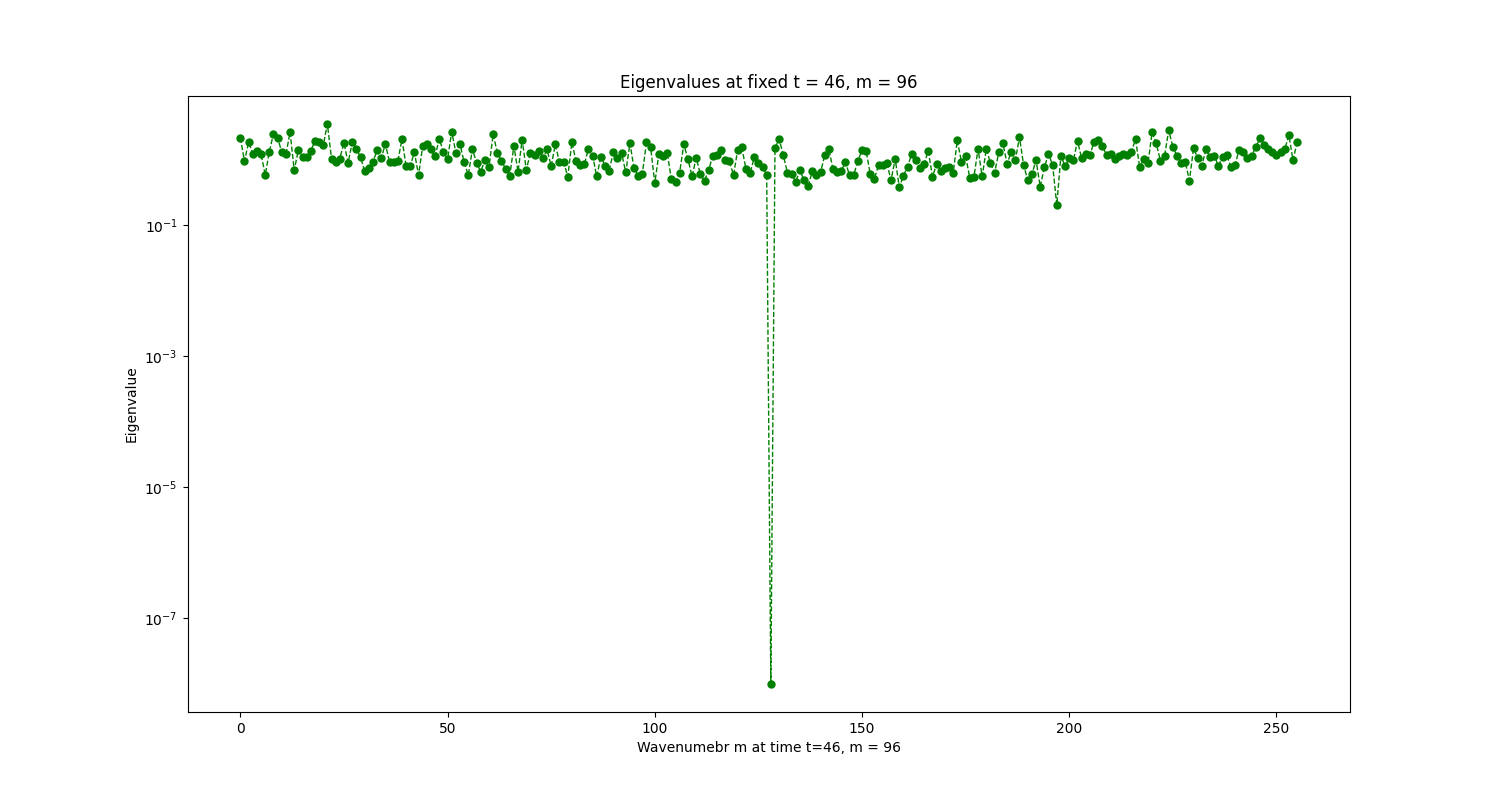 Eigenvalues at fixed t = 46, m = 96
Eigenvalue
10⁻¹
10⁻³
10⁻⁵
10⁻⁷
0 50 100 150 200 250
Wavenumebr m at time t=46, m = 96